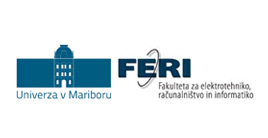 FERI
Univerza v Mariboru
Fakulteta za elektrotehniko,
računalništvo in informatiko